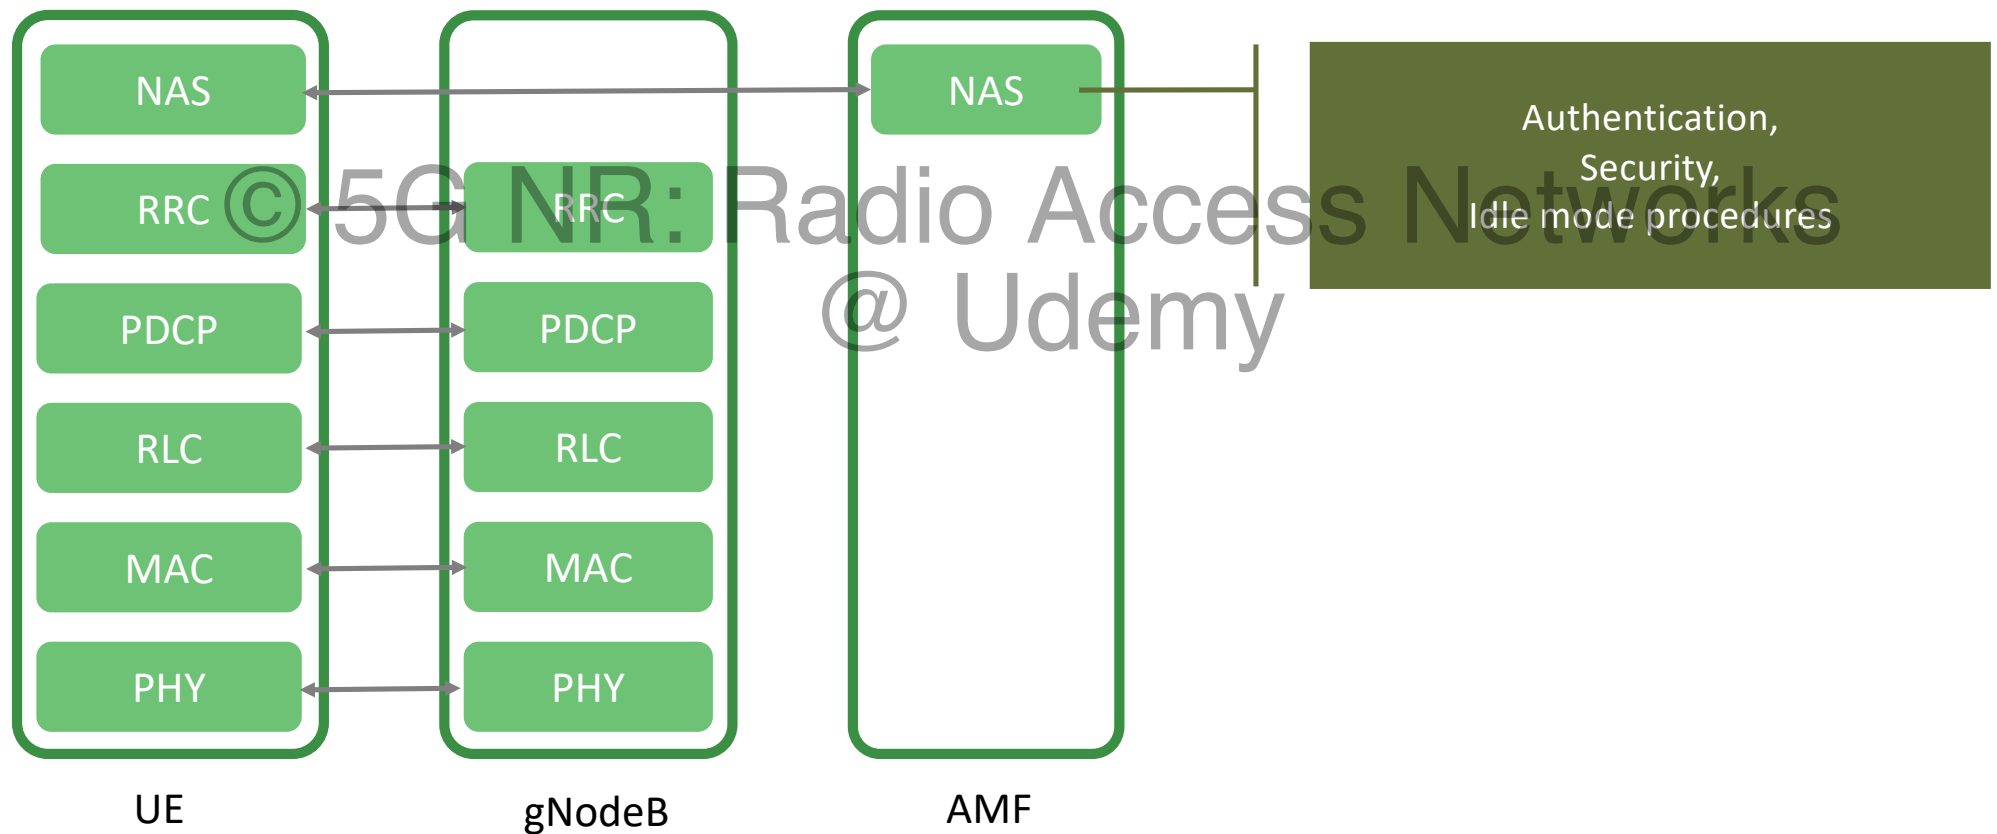 NAS
NAS
Authentication,
Security,
Idle mode procedures
RRC
RRC
© 5G NR: Radio Access Networks
@ Udemy
PDCP
PDCP
RLC
RLC
MAC
MAC
PHY
PHY
UE
gNodeB
AMF